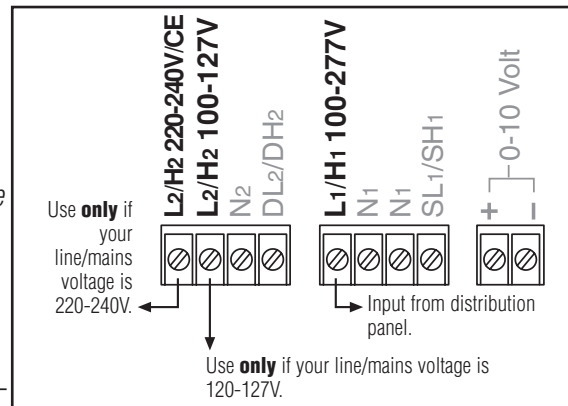 L2/H2 220-240V/CE
L2/H2 100-127V
N2
DL2/DH2
L1/H1 100-277V
N1
N1
SL1/SH1
+
−
0-10 Volt
Use only if
your
line/mains
voltage is
220-240V.
Input from distribution
panel.
Use only if your line/mains voltage is
120-127V.